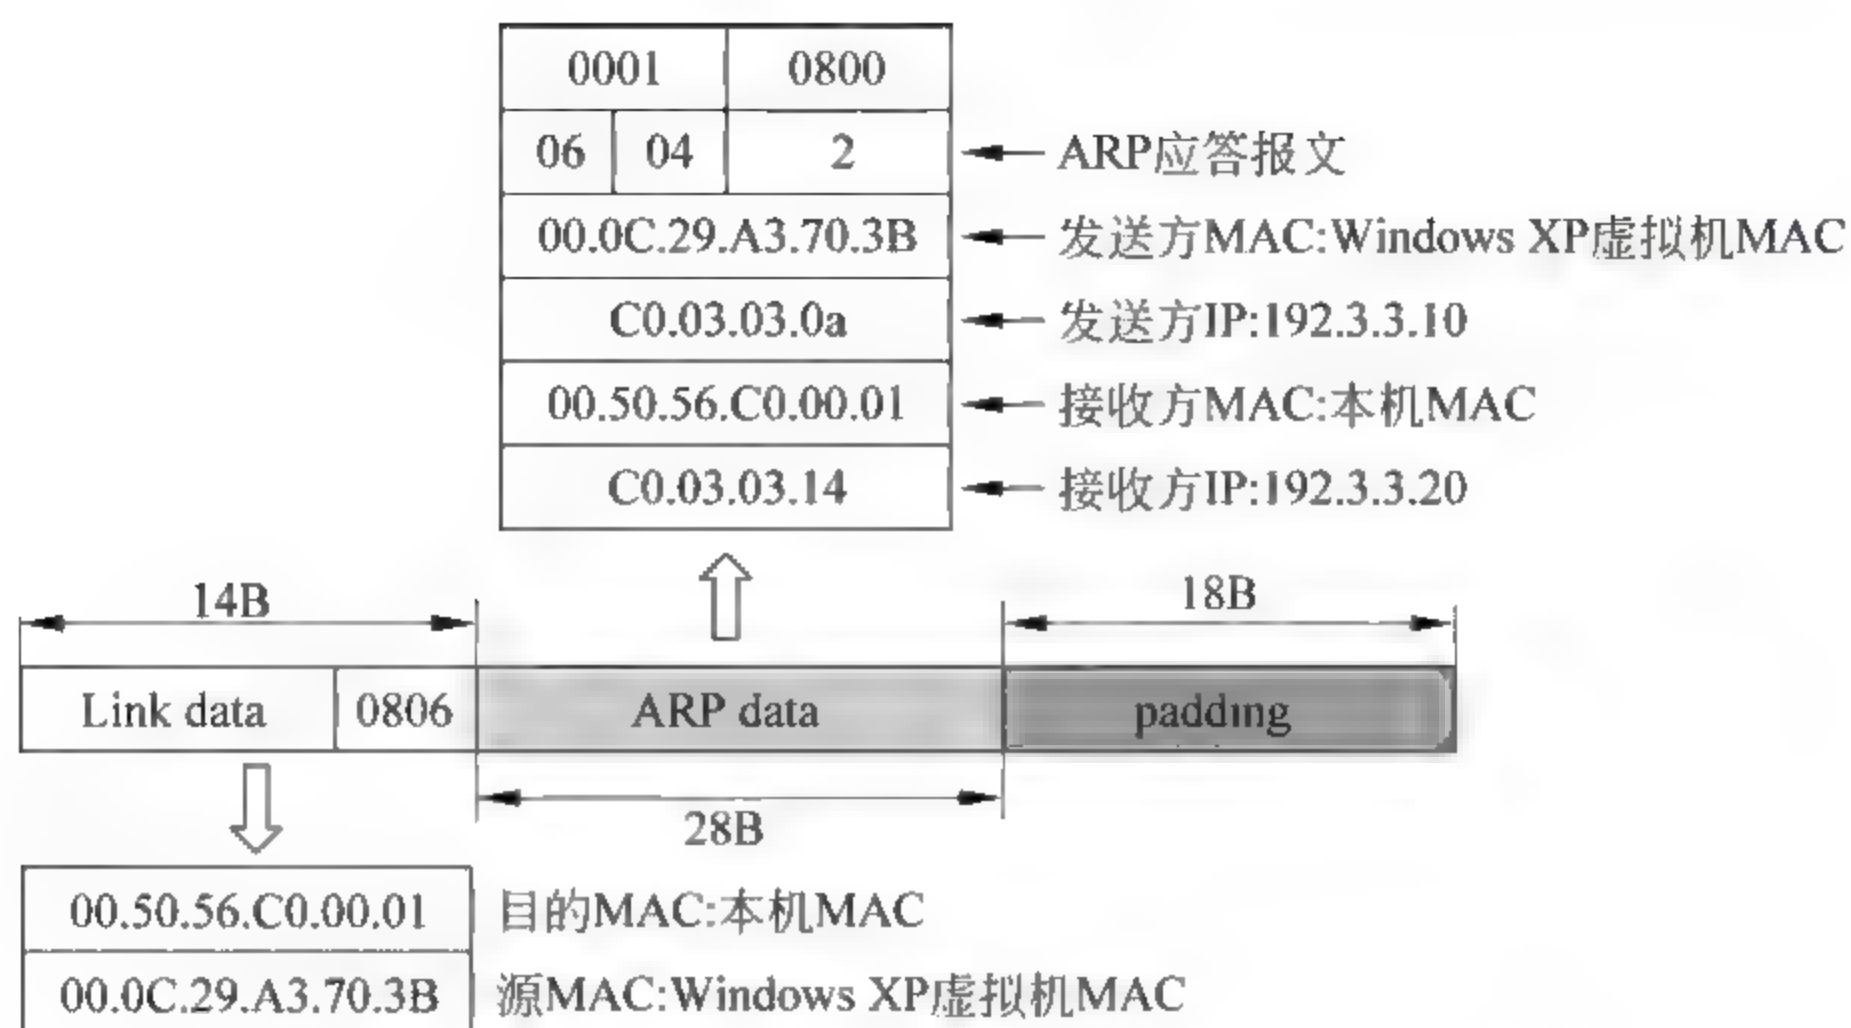 0001 0800
06 04 2 ARP应答报文
00.0C.29.A3.70.3B 发送方MAC:Windows XP虚拟机MAC
C0.03.03.0a 发送方IP:192.3.3.10
00.50.56.C0.00.01 接收方MAC:本机MAC
C0.03.03.14 接收方IP:192.3.3.20
14B 18B
Link data 0806 ARP data padding
28B
00.50.56.C0.00.01 目的MAC:本机MAC
00.0C.29.A3.70.3B 源MAC:Windows XP虚拟机MAC